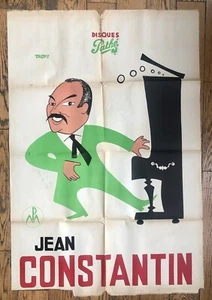 DISQUES
Pathé
JEAN
CONSTANTIN